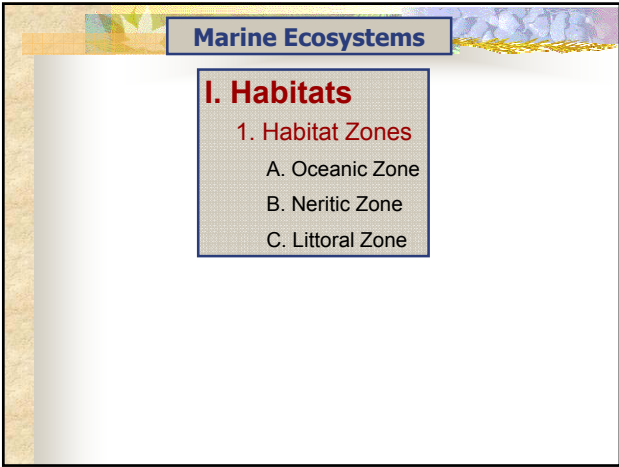 Marine Ecosystems
I. Habitats
1. Habitat Zones
A. Oceanic Zone
B. Neritic Zone
C. Littoral Zone